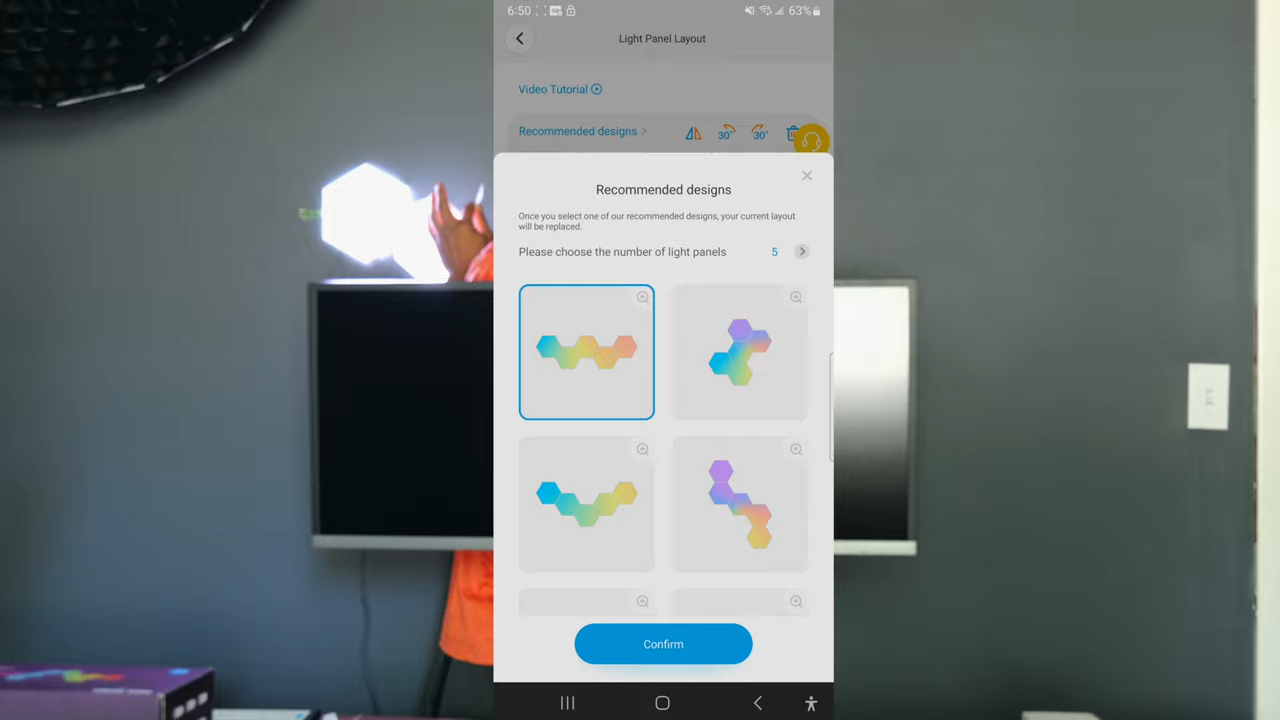 6:50
63%
Light Panel Layout
Video Tutorial
Recommended designs
30°
30°
Recommended designs
Once you select one of our recommended designs, your current layout
will be replaced.
Please choose the number of light panels 5
Confirm